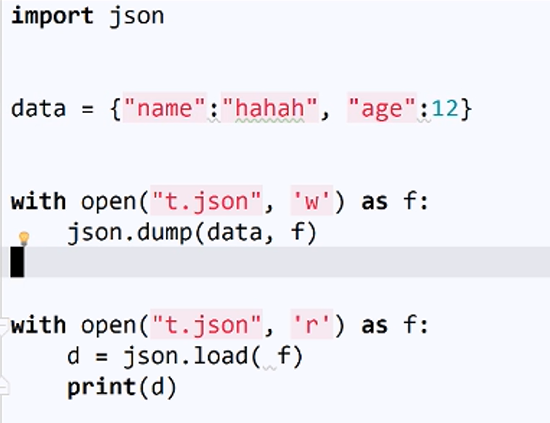 import json
data = {"name":"hahah", "age":12}
with open("t.json", 'w') as f:
    json.dump(data, f)
with open("t.json", 'r') as f:
    d = json.load( f)
    print(d)